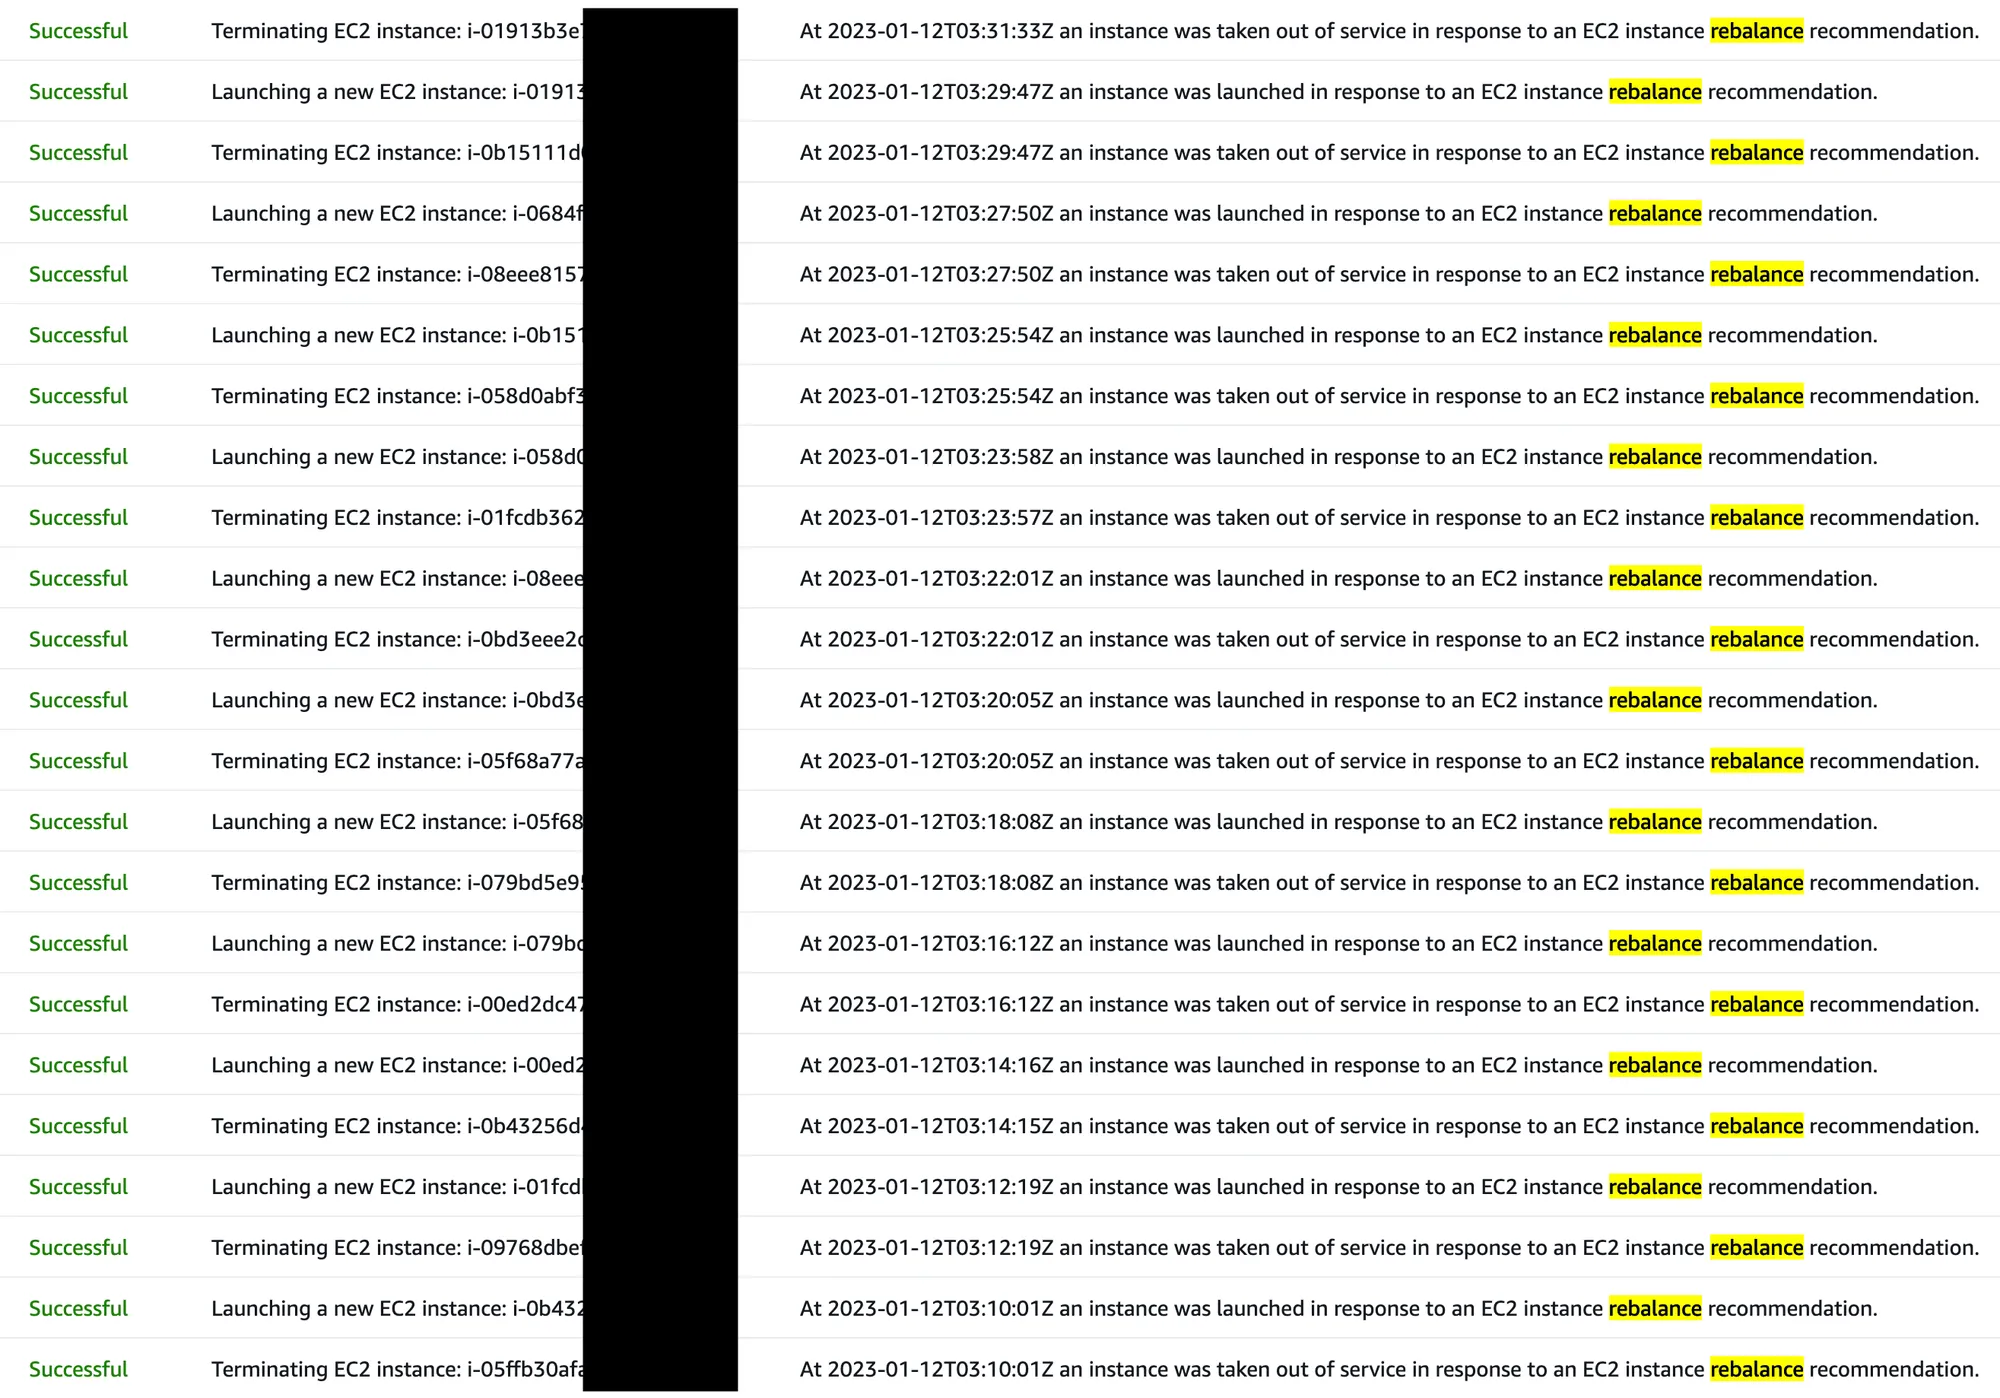 Successful Terminating EC2 instance: i-01913b3e At 2023-01-12T03:31:33Z an instance was taken out of service in response to an EC2 instance rebalance recommendation.
Successful Launching a new EC2 instance: i-01913 At 2023-01-12T03:29:47Z an instance was launched in response to an EC2 instance rebalance recommendation.
Successful Terminating EC2 instance: i-0b15111d At 2023-01-12T03:29:47Z an instance was taken out of service in response to an EC2 instance rebalance recommendation.
Successful Launching a new EC2 instance: i-0684f At 2023-01-12T03:27:50Z an instance was launched in response to an EC2 instance rebalance recommendation.
Successful Terminating EC2 instance: i-08eee8157 At 2023-01-12T03:27:50Z an instance was taken out of service in response to an EC2 instance rebalance recommendation.
Successful Launching a new EC2 instance: i-0b151 At 2023-01-12T03:25:54Z an instance was launched in response to an EC2 instance rebalance recommendation.
Successful Terminating EC2 instance: i-058d0abf3 At 2023-01-12T03:25:54Z an instance was taken out of service in response to an EC2 instance rebalance recommendation.
Successful Launching a new EC2 instance: i-058d0 At 2023-01-12T03:23:58Z an instance was launched in response to an EC2 instance rebalance recommendation.
Successful Terminating EC2 instance: i-01fcdb362 At 2023-01-12T03:23:57Z an instance was taken out of service in response to an EC2 instance rebalance recommendation.
Successful Launching a new EC2 instance: i-08eee At 2023-01-12T03:22:01Z an instance was launched in response to an EC2 instance rebalance recommendation.
Successful Terminating EC2 instance: i-0bd3eee2c At 2023-01-12T03:22:01Z an instance was taken out of service in response to an EC2 instance rebalance recommendation.
Successful Launching a new EC2 instance: i-0bd3e At 2023-01-12T03:20:05Z an instance was launched in response to an EC2 instance rebalance recommendation.
Successful Terminating EC2 instance: i-05f68a77a At 2023-01-12T03:20:05Z an instance was taken out of service in response to an EC2 instance rebalance recommendation.
Successful Launching a new EC2 instance: i-05f68 At 2023-01-12T03:18:08Z an instance was launched in response to an EC2 instance rebalance recommendation.
Successful Terminating EC2 instance: i-079bd5e95 At 2023-01-12T03:18:08Z an instance was taken out of service in response to an EC2 instance rebalance recommendation.
Successful Launching a new EC2 instance: i-079bd At 2023-01-12T03:16:12Z an instance was launched in response to an EC2 instance rebalance recommendation.
Successful Terminating EC2 instance: i-00ed2dc47 At 2023-01-12T03:16:12Z an instance was taken out of service in response to an EC2 instance rebalance recommendation.
Successful Launching a new EC2 instance: i-00ed2 At 2023-01-12T03:14:16Z an instance was launched in response to an EC2 instance rebalance recommendation.
Successful Terminating EC2 instance: i-0b43256d At 2023-01-12T03:14:15Z an instance was taken out of service in response to an EC2 instance rebalance recommendation.
Successful Launching a new EC2 instance: i-01fcd At 2023-01-12T03:12:19Z an instance was launched in response to an EC2 instance rebalance recommendation.
Successful Terminating EC2 instance: i-09768dbef At 2023-01-12T03:12:19Z an instance was taken out of service in response to an EC2 instance rebalance recommendation.
Successful Launching a new EC2 instance: i-0b432 At 2023-01-12T03:10:01Z an instance was launched in response to an EC2 instance rebalance recommendation.
Successful Terminating EC2 instance: i-05ffb30afa At 2023-01-12T03:10:01Z an instance was taken out of service in response to an EC2 instance rebalance recommendation.